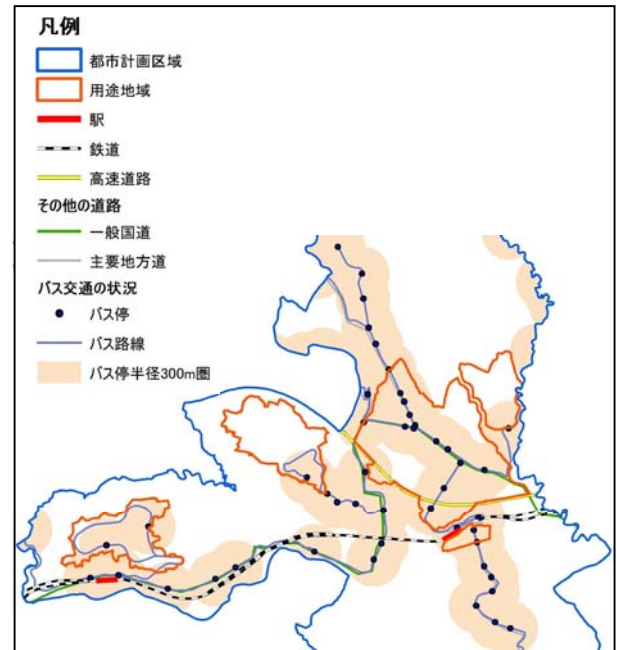 凡例
都市計画区域
用途地域
駅
鉄道
高速道路
その他の道路
一般国道
主要地方道
バス交通の状況
バス停
バス路線
バス停半径300m圏